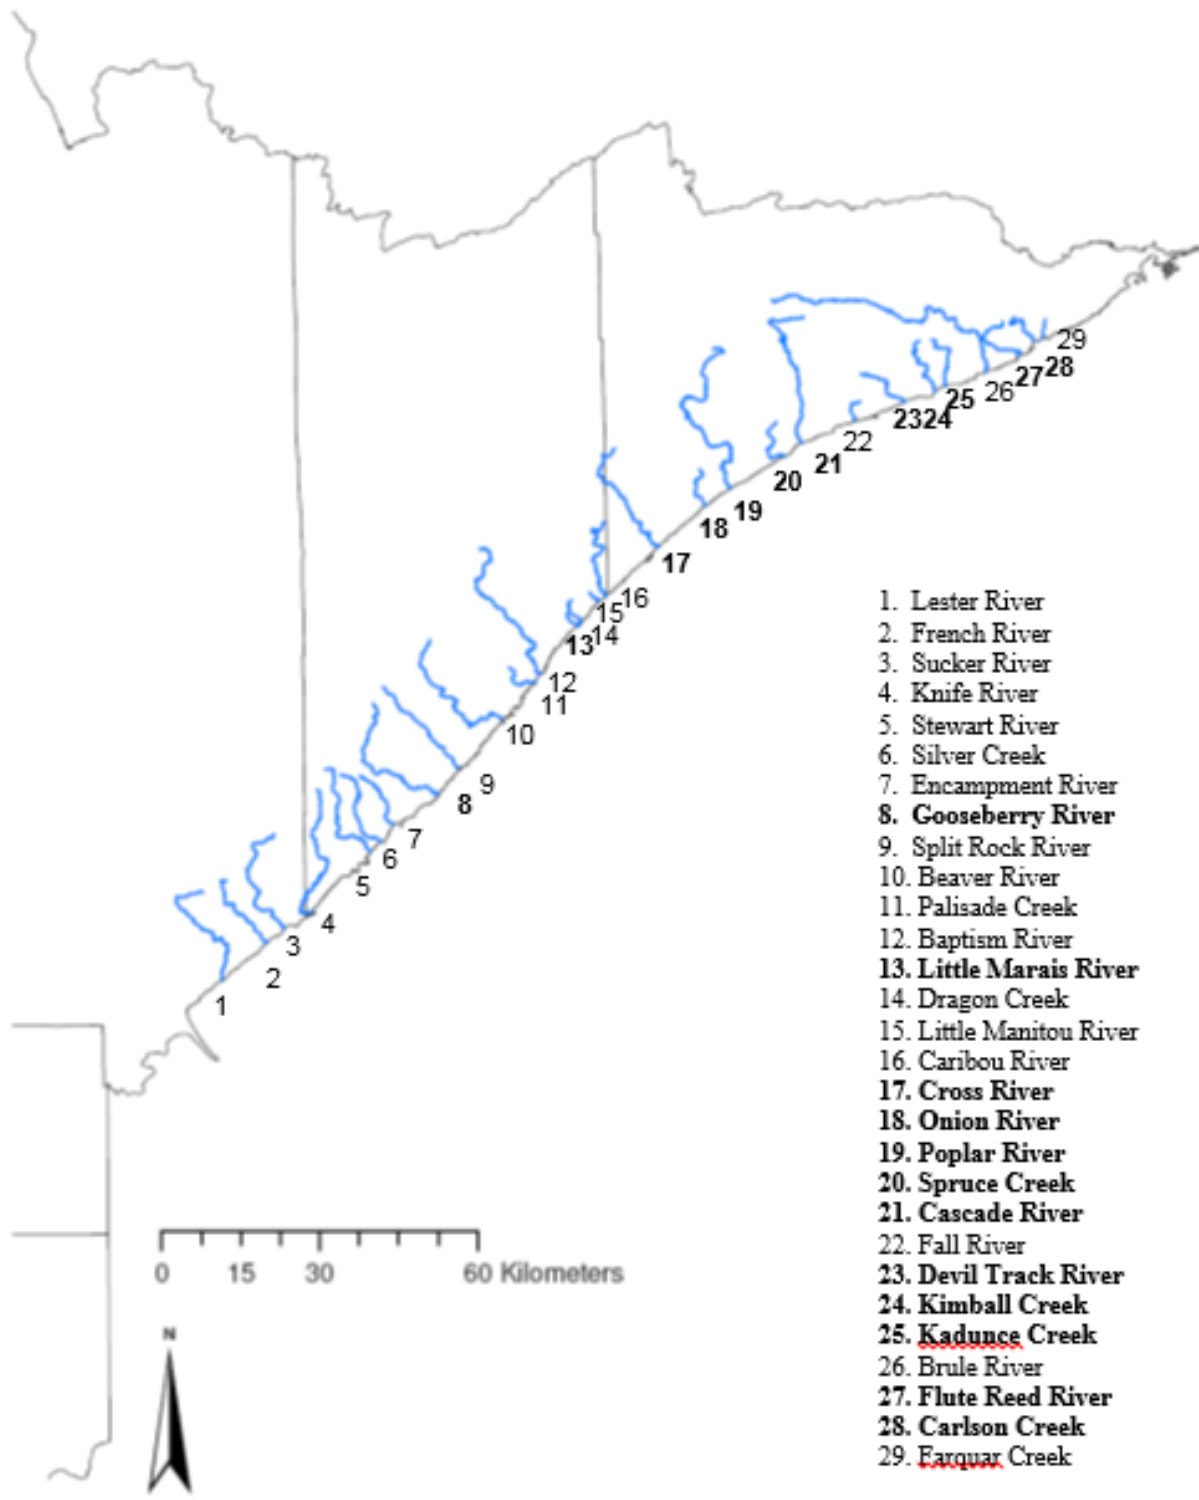 29
28
27
26
25
2324
22
21
20
19
18
17
16
15
14
13
12
11
10
9
8
7
6
5
4
3
2
1
1. Lester River
2. French River
3. Sucker River
4. Knife River
5. Stewart River
6. Silver Creek
7. Encampment River
8. Gooseberry River
9. Split Rock River
10. Beaver River
11. Palisade Creek
12. Baptism River
13. Little Marais River
14. Dragon Creek
15. Little Manitou River
16. Caribou River
17. Cross River
18. Onion River
19. Poplar River
20. Spruce Creek
21. Cascade River
22. Fall River
23. Devil Track River
24. Kimball Creek
25. Kadunce Creek
26. Brule River
27. Flute Reed River
28. Carlson Creek
29. Farquar Creek
0 15 30 60 Kilometers
N